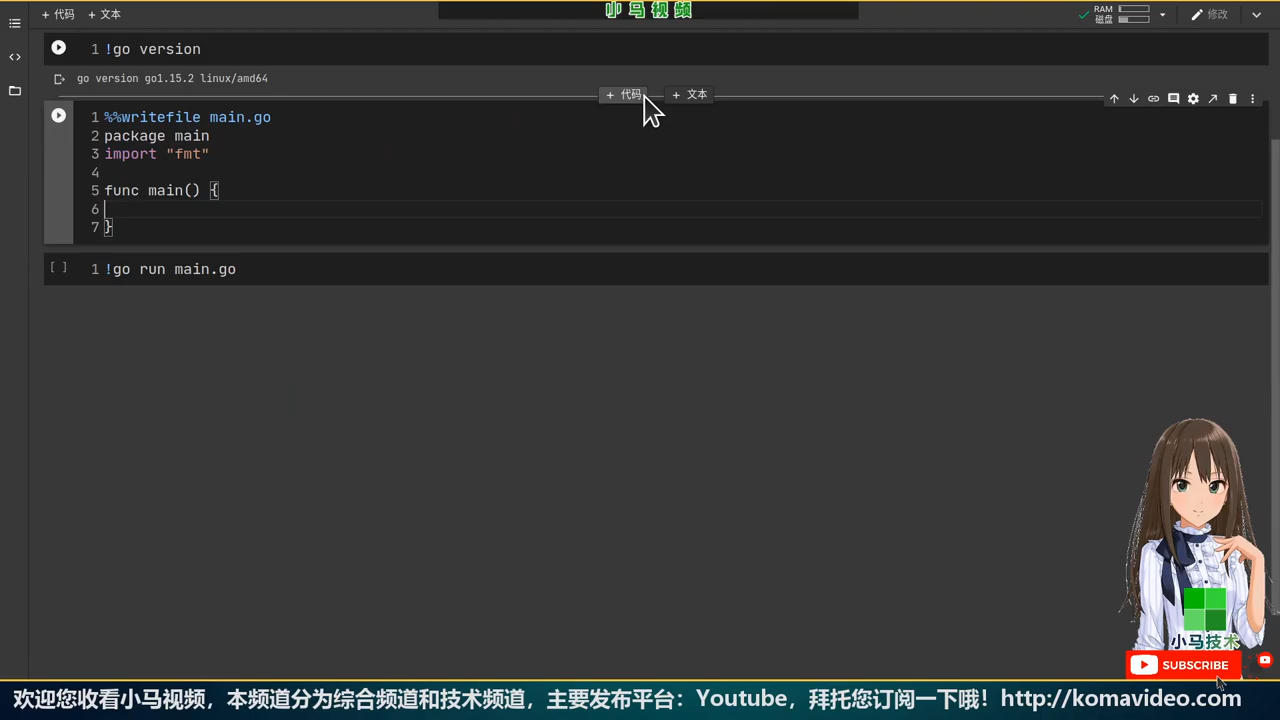 + 代码 + 文本
小马视频
RAM
磁盘
修改
1 !go version
go version go1.15.2 linux/amd64
+ 代码 + 文本
1 %%writefile main.go
2 package main
3 import "fmt"
4
5 func main() {
6
7 }
[ ] 1 !go run main.go
小马技术
SUBSCRIBE
欢迎您收看小马视频，本频道分为综合频道和技术频道，主要发布平台：Youtube，拜托您订阅一下哦！http://komavideo.com